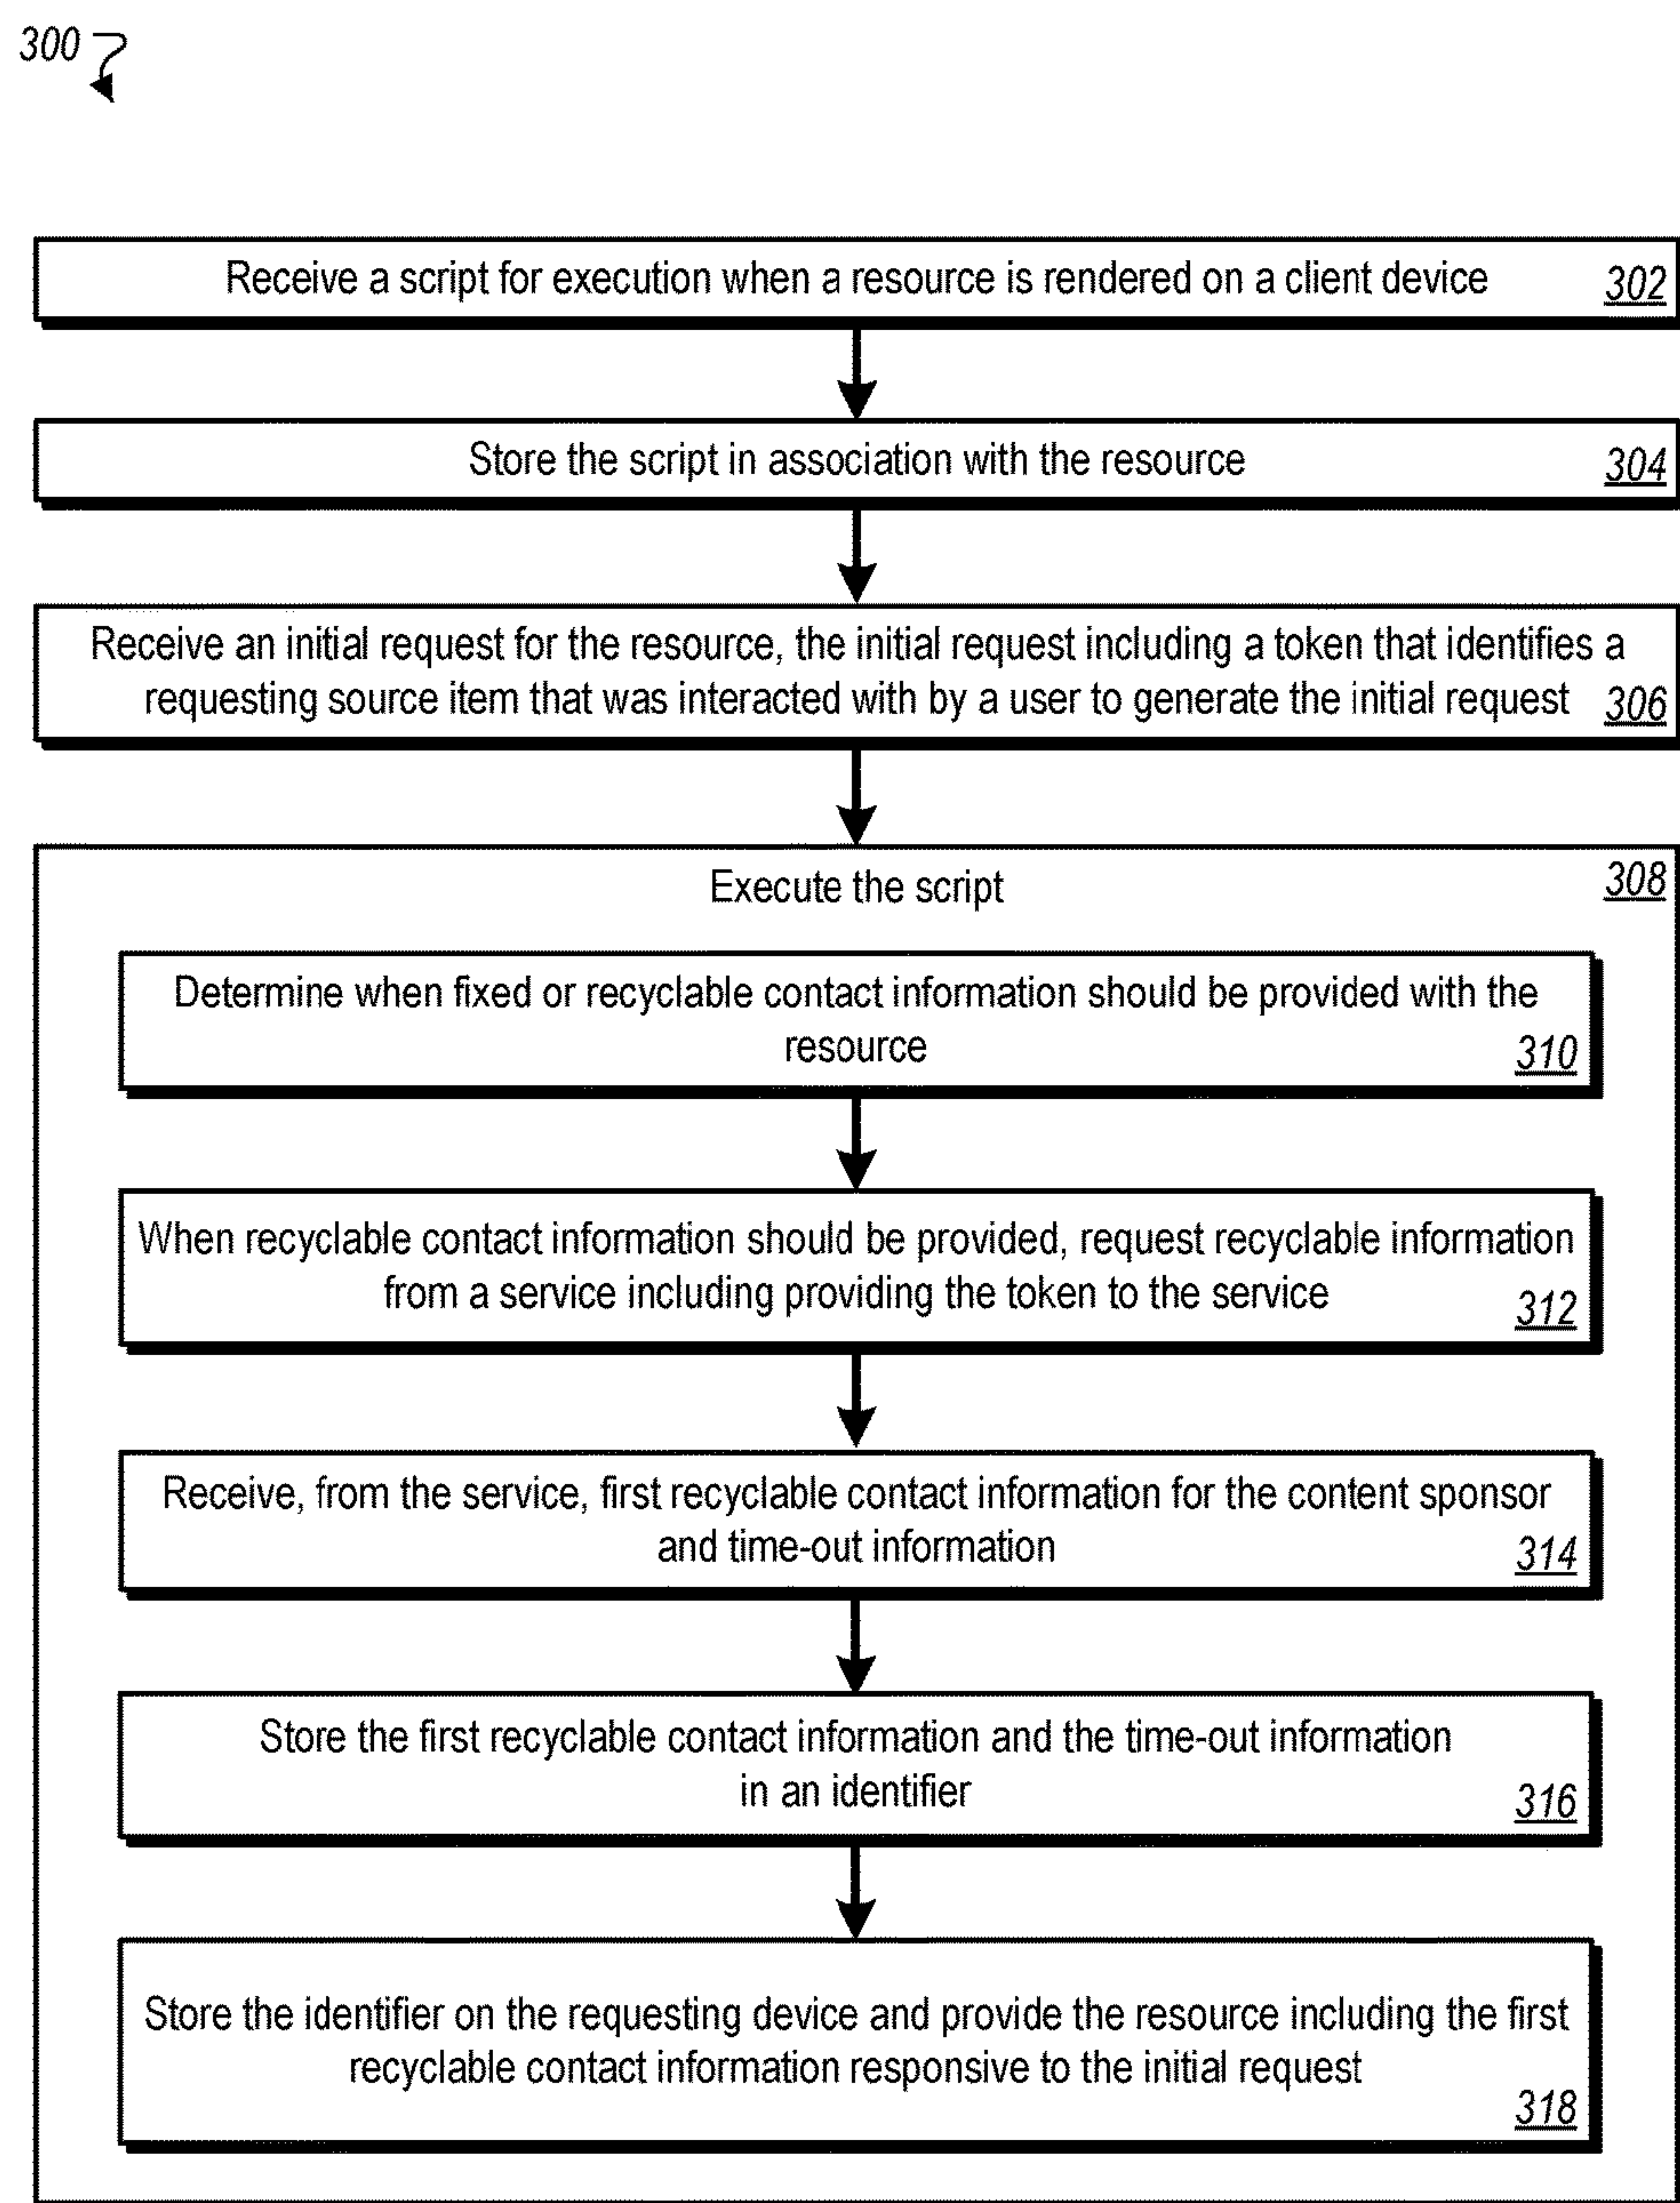 300
Receive a script for execution when a resource is rendered on a client device 302
Store the script in association with the resource 304
Receive an initial request for the resource, the initial request including a token that identifies a
requesting source item that was interacted with by a user to generate the initial request 306
Execute the script 308
Determine when fixed or recyclable contact information should be provided with the
resource 310
When recyclable contact information should be provided, request recyclable information
from a service including providing the token to the service 312
Receive, from the service, first recyclable contact information for the content sponsor
and time-out information 314
Store the first recyclable contact information and the time-out information
in an identifier 316
Store the identifier on the requesting device and provide the resource including the first
recyclable contact information responsive to the initial request 318